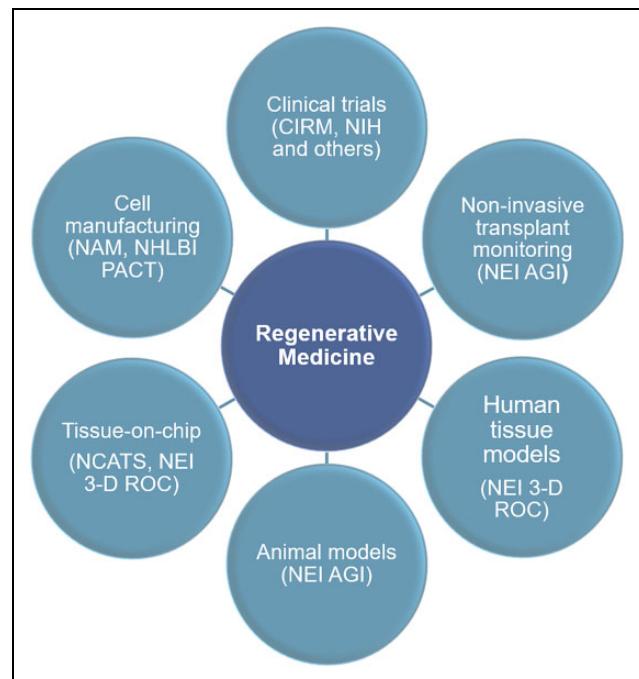 Clinical trials
(CIRM, NIH
and others)
Non-invasive
transplant
monitoring
(NEI AGI)
Human
tissue
models
(NEI 3-D
ROC)
Animal models
(NEI AGI)
Tissue-on-chip
(NCATS, NEI
3-D ROC)
Cell
manufacturing
(NAM, NHLBI
PACT)
Regenerative
Medicine